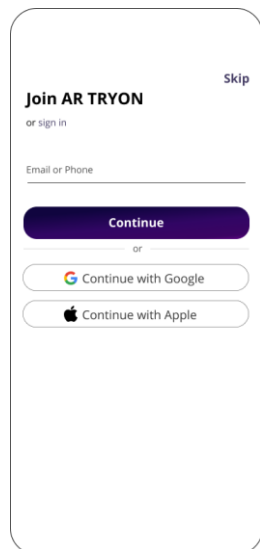 Skip
Join AR TRYON
or sign in
Email or Phone
Continue
or
Continue with Google
Continue with Apple